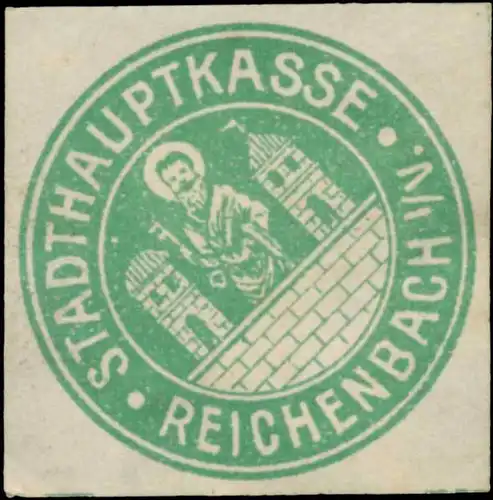 • STADTHAUPTKASSE •
REICHENBACH i/V.